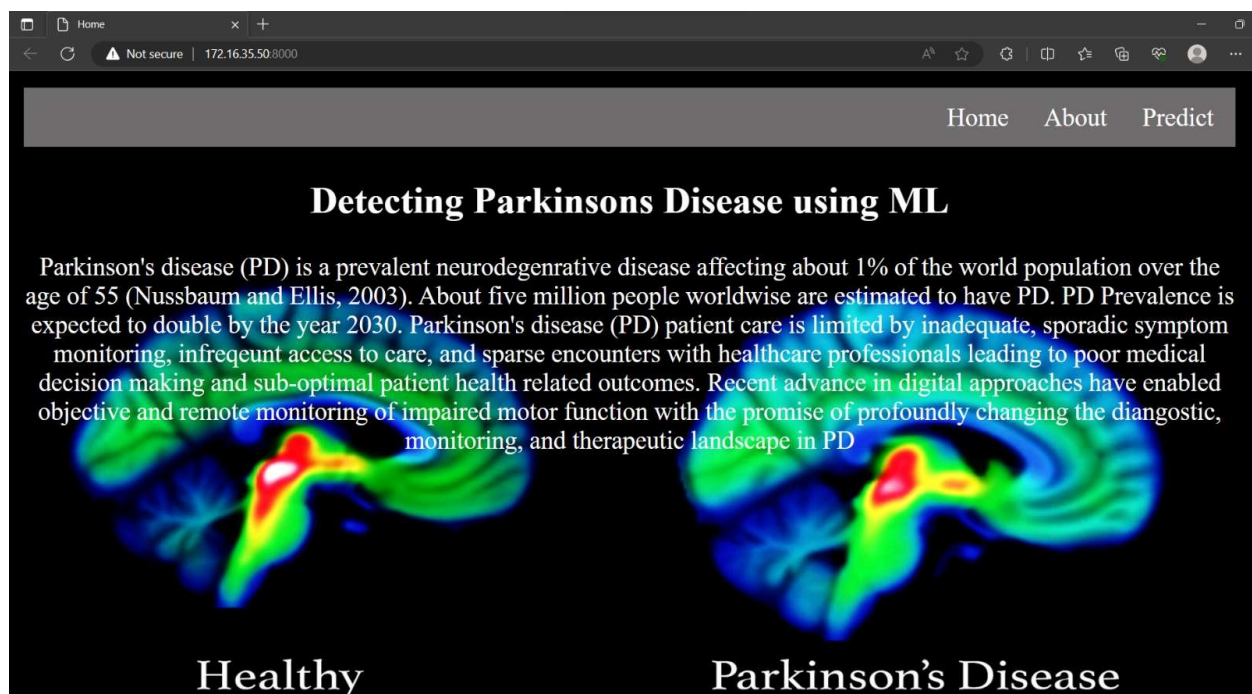 Home
Not secure | 172.16.35.50:8000
Home About Predict
Detecting Parkinsons Disease using ML
Parkinson's disease (PD) is a prevalent neurodegenrative disease affecting about 1% of the world population over the
age of 55 (Nussbaum and Ellis, 2003). About five million people worldwise are estimated to have PD. PD Prevalence is
expected to double by the year 2030. Parkinson's disease (PD) patient care is limited by inadequate, sporadic symptom
monitoring, infreqeunt access to care, and sparse encounters with healthcare professionals leading to poor medical
decision making and sub-optimal patient health related outcomes. Recent advance in digital approaches have enabled
objective and remote monitoring of impaired motor function with the promise of profoundly changing the diangostic,
monitoring, and therapeutic landscape in PD
Healthy Parkinson's Disease